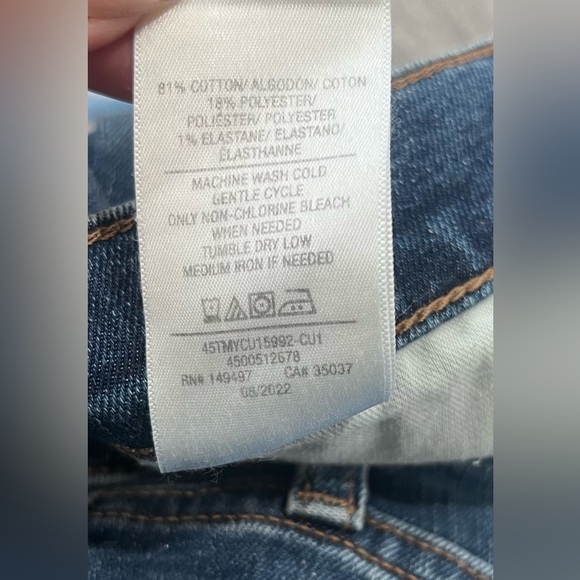 81% COTTON/ ALGODÓN/ COTON
18% POLYESTER/
POLIÉSTER/ POLYESTER
1% ELASTANE/ ELASTANO/
ÉLASTHANNE
MACHINE WASH COLD
GENTLE CYCLE
ONLY NON-CHLORINE BLEACH
WHEN NEEDED
TUMBLE DRY LOW
MEDIUM IRON IF NEEDED
45TMYCU15992-CU1
4500512678
RN# 149497 CA# 35037
08/2022